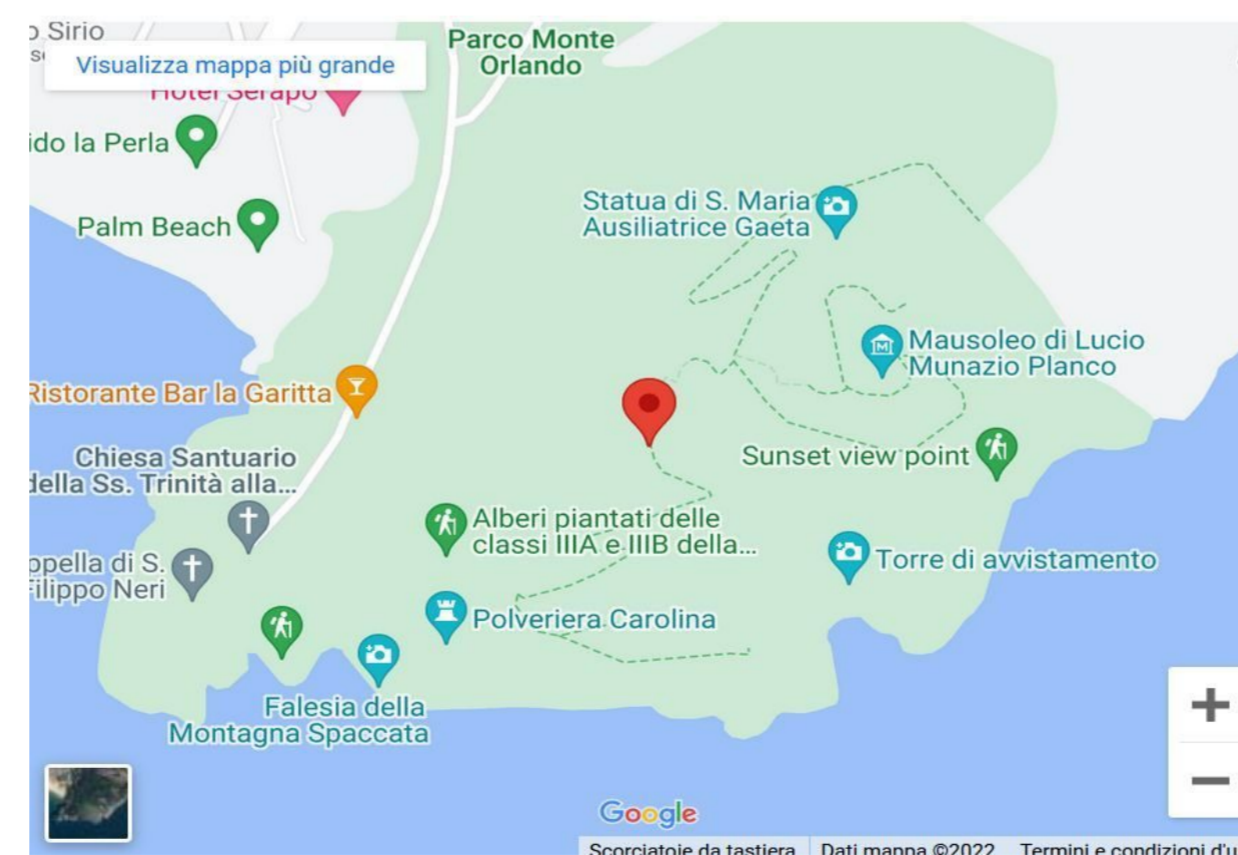 o Sirio
Visualizza mappa più grande
Parco Monte
Orlando
Hotel Serapo
ido la Perla
Palm Beach
Statua di S. Maria
Ausiliatrice Gaeta
Mausoleo di Lucio
Munazio Planco
Ristorante Bar la Garitta
Sunset view point
Chiesa Santuario
della Ss. Trinità alla...
Alberi piantati delle
classi IIIA e IIIB della...
Torre di avvistamento
ppella di S.
Filippo Neri
Polveriera Carolina
Falesia della
Montagna Spaccata
Google
Scorciatoie da tastiera Dati mappa ©2022 Termini e condizioni d'u